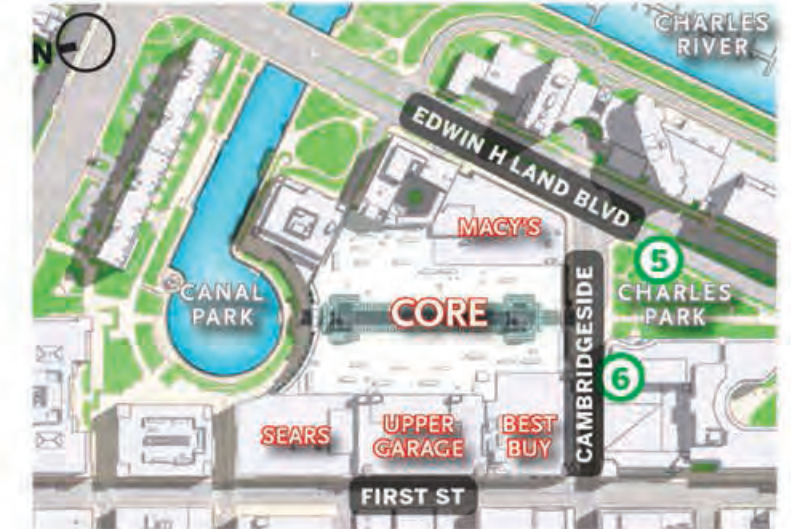 CHARLES
RIVER
N
EDWIN H LAND BLVD
MACY'S
5
CHARLES
PARK
CANAL
PARK
CORE
CAMBRIDGESIDE
6
SEARS
UPPER
GARAGE
BEST
BUY
FIRST ST